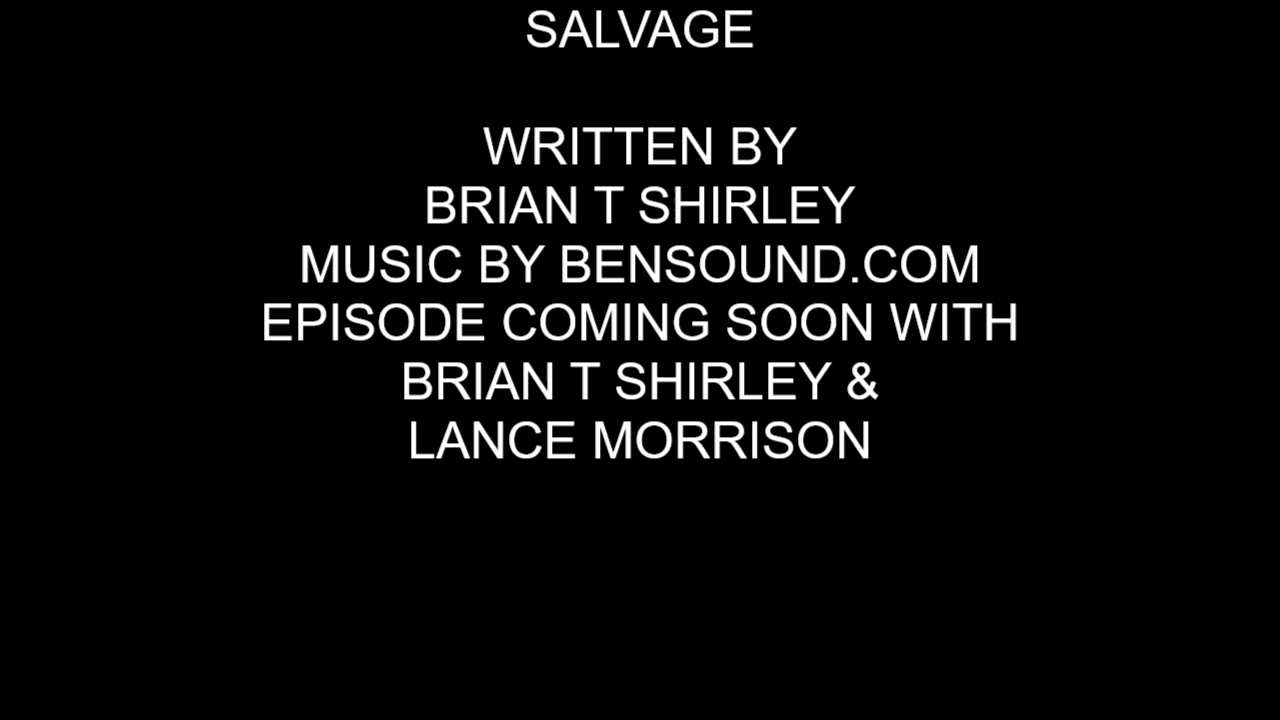 SALVAGE
WRITTEN BY
BRIAN T SHIRLEY
MUSIC BY BENSOUND.COM
EPISODE COMING SOON WITH
BRIAN T SHIRLEY &
LANCE MORRISON